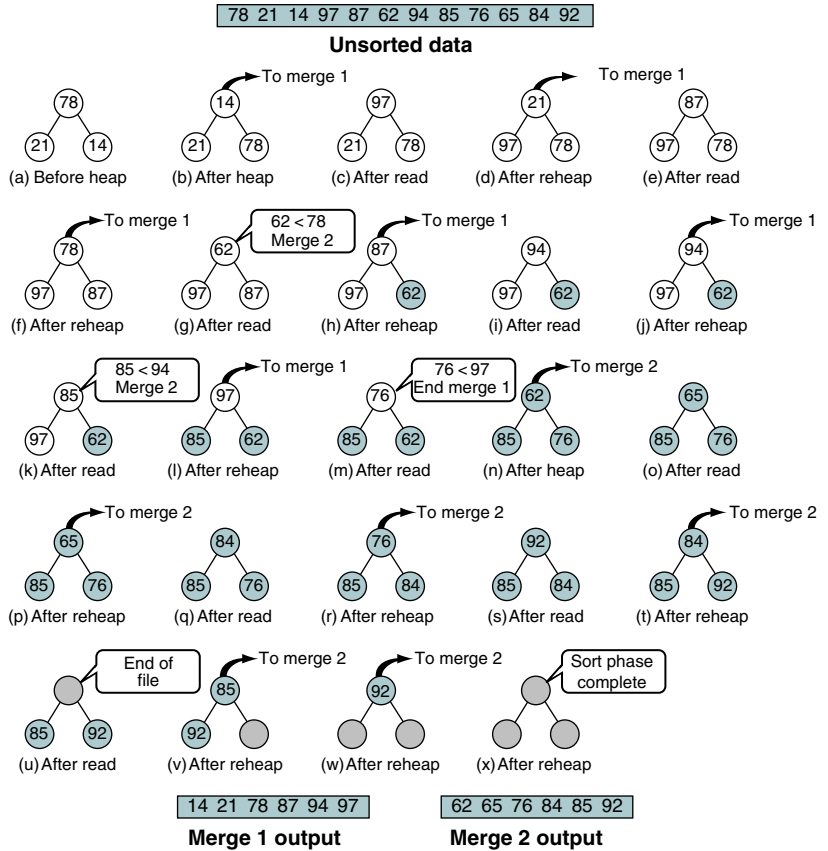 78 21 14 97 87 62 94 85 76 65 84 92
Unsorted data
To merge 1
To merge 1
78
14
97
21
87
21 14
21 78
21 78
97 78
97 78
(a) Before heap
(b) After heap
(c) After read
(d) After reheap
(e) After read
To merge 1
62 < 78
Merge 2
To merge 1
To merge 1
78
62
87
94
94
97 87
97 87
97 62
97 62
97 62
(f) After reheap
(g) After read
(h) After reheap
(i) After read
(j) After reheap
85 < 94
Merge 2
To merge 1
76 < 97
End merge 1
To merge 2
85
97
76
62
65
97 62
85 62
85 62
85 76
85 76
(k) After read
(l) After reheap
(m) After read
(n) After heap
(o) After read
To merge 2
To merge 2
To merge 2
65
84
76
92
84
85 76
85 76
85 84
85 84
85 92
(p) After reheap
(q) After read
(r) After reheap
(s) After read
(t) After reheap
End of
file
To merge 2
To merge 2
Sort phase
complete
85
92
85 92
92
(u) After read
(v) After reheap
(w) After reheap
(x) After reheap
14 21 78 87 94 97
Merge 1 output
62 65 76 84 85 92
Merge 2 output